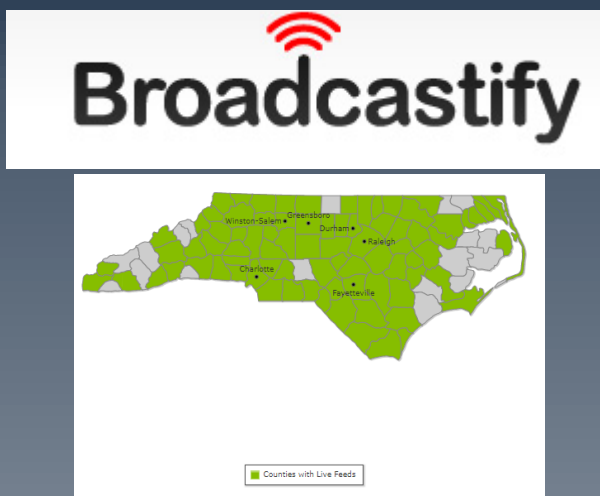 Broadcastify
Greensboro
Winston-Salem
Durham
Raleigh
Charlotte
Fayetteville
Counties with Live Feeds